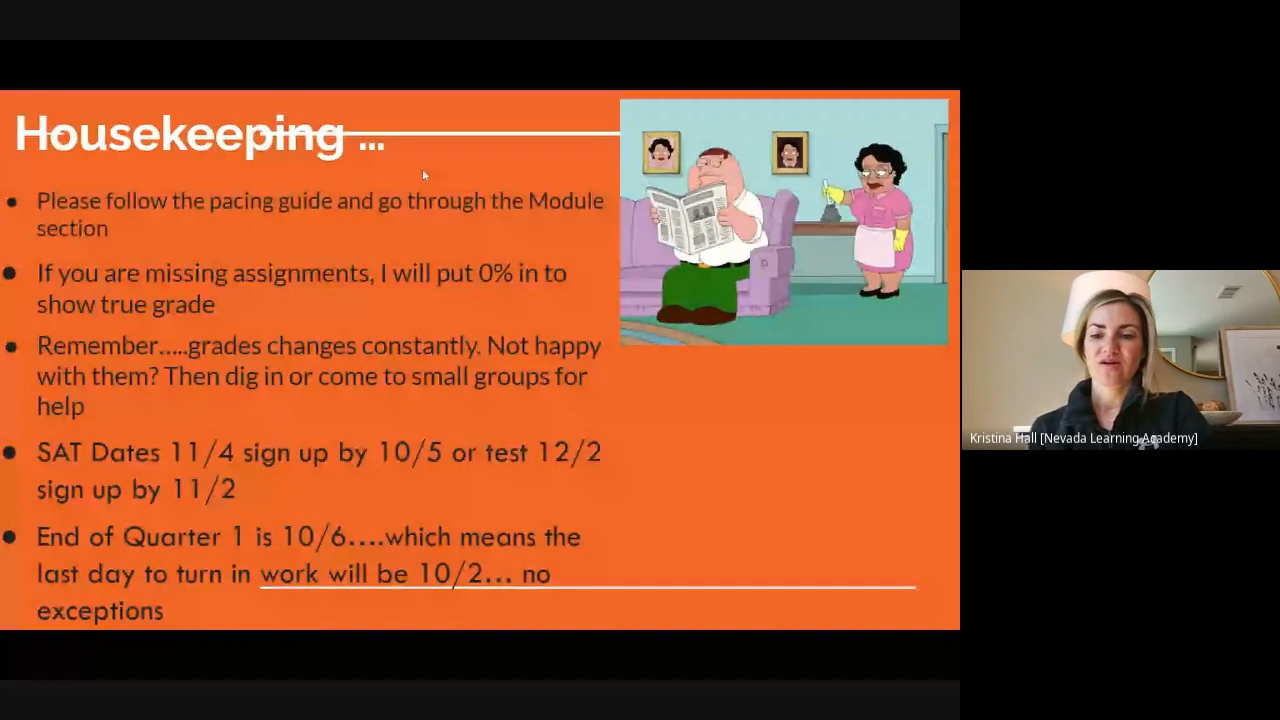 Housekeeping ...
Please follow the pacing guide and go through the Module
section
If you are missing assignments, I will put 0% in to
show true grade
Remember.....grades changes constantly. Not happy
with them? Then dig in or come to small groups for
help
SAT Dates 11/4 sign up by 10/5 or test 12/2
sign up by 11/2
End of Quarter 1 is 10/6....which means the
last day to turn in work will be 10/2... no
exceptions
Kristina Hall [Nevada Learning Academy]